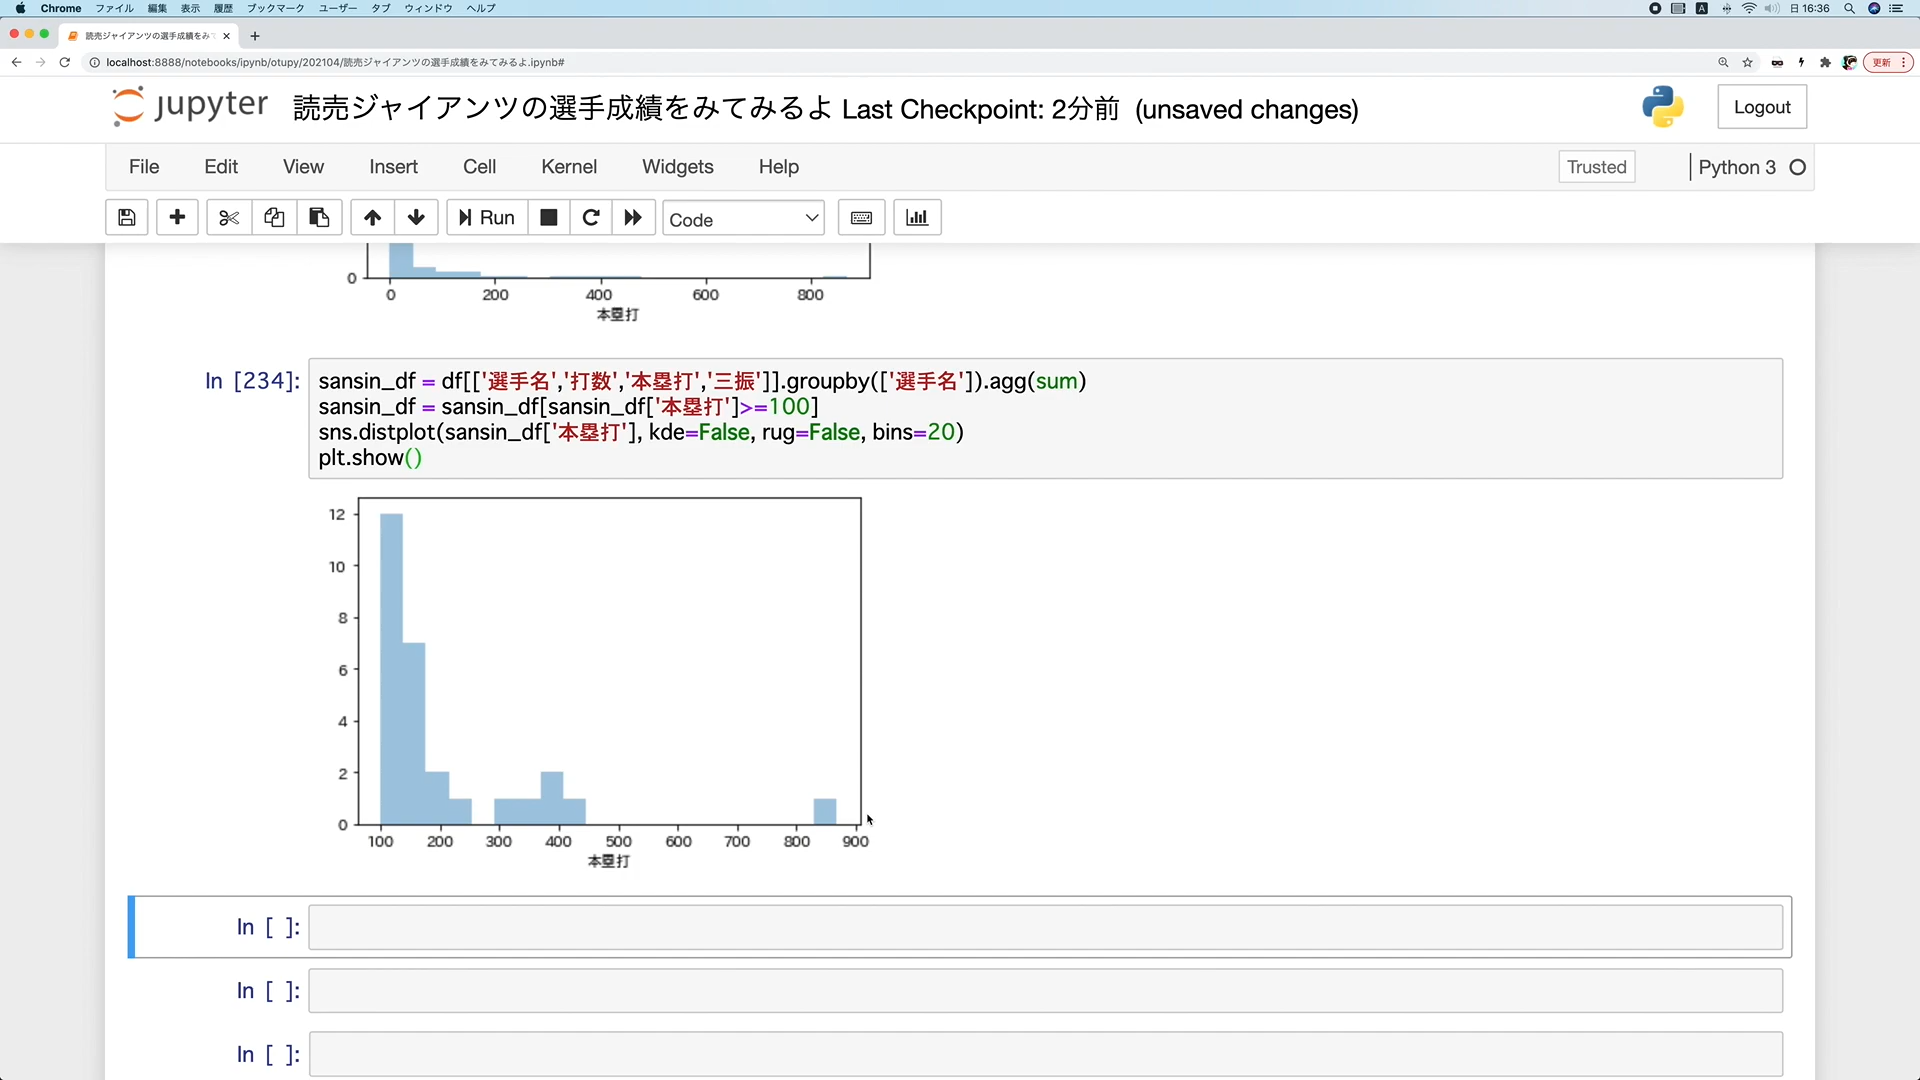 Chrome ファイル 編集 表示 履歴 ブックマーク ユーザー タブ ウィンドウ ヘルプ
A 日 16:36
読売ジャイアンツの選手成績をみて
localhost:8888/notebooks/ipynb/otupy/202104/読売ジャイアンツの選手成績をみてみるよ.ipynb#
更新
jupyter 読売ジャイアンツの選手成績をみてみるよ Last Checkpoint: 2分前 (unsaved changes)
Logout
File Edit View Insert Cell Kernel Widgets Help
Trusted Python 3
Run Code
0
0 200 400 600 800
本塁打
In [234]:
sansin_df = df[['選手名','打数','本塁打','三振']].groupby(['選手名']).agg(sum)
sansin_df = sansin_df[sansin_df['本塁打']>=100]
sns.distplot(sansin_df['本塁打'], kde=False, rug=False, bins=20)
plt.show()
12
10
8
6
4
2
0
100 200 300 400 500 600 700 800 900
本塁打
In [ ]:
In [ ]:
In [ ]: